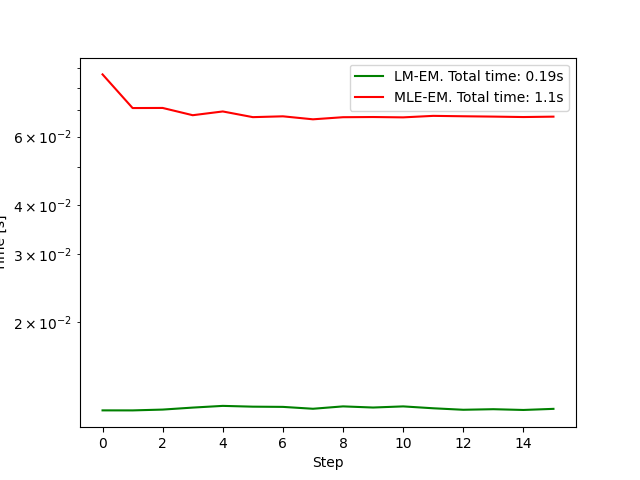 LM-EM. Total time: 0.19s
MLE-EM. Total time: 1.1s
6 × 10⁻²
4 × 10⁻²
3 × 10⁻²
2 × 10⁻²
[s]
0 2 4 6 8 10 12 14
Step